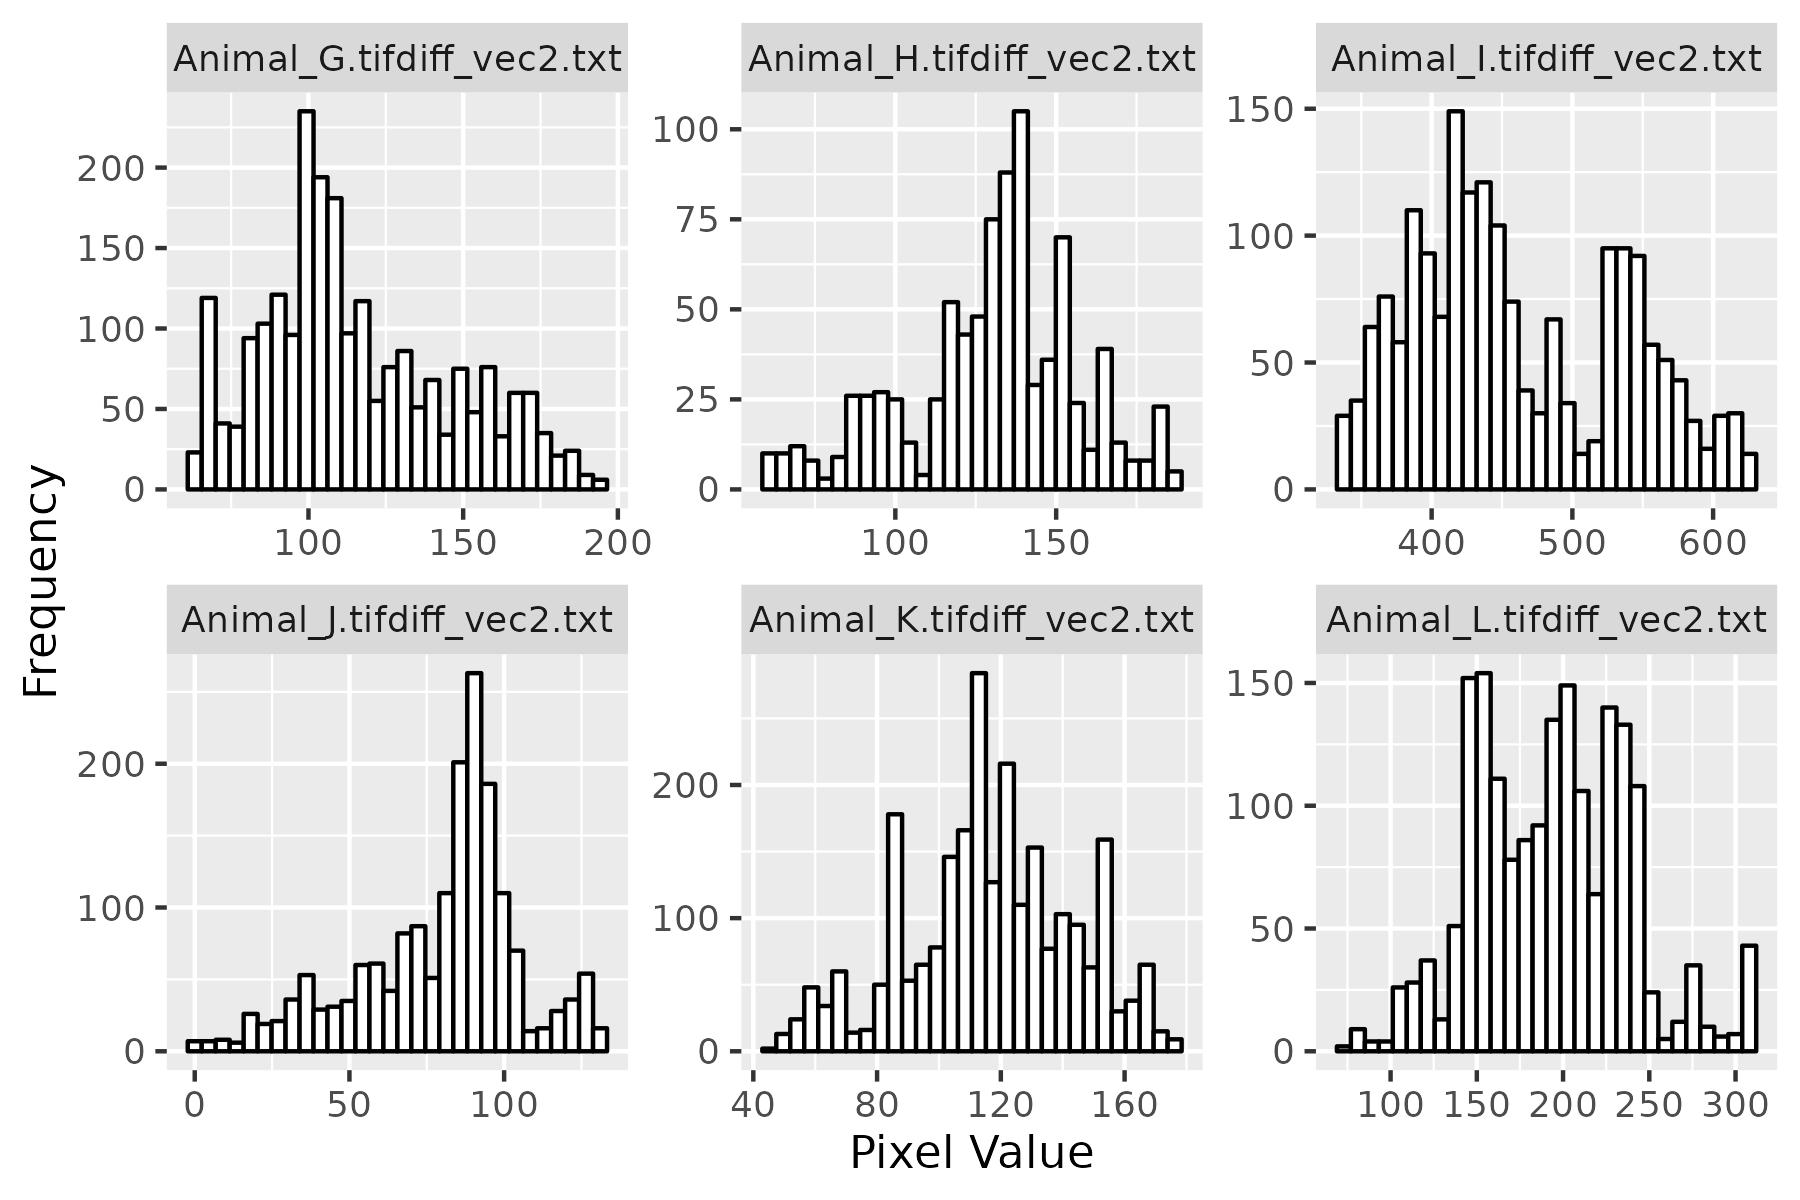 Animal_G.tifdiff_vec2.txt Animal_H.tifdiff_vec2.txt Animal_I.tifdiff_vec2.txt
200
150
100
50
0
100 150 200
100
75
50
25
0
100 150
150
100
50
0
400 500 600
Frequency
Animal_J.tifdiff_vec2.txt Animal_K.tifdiff_vec2.txt Animal_L.tifdiff_vec2.txt
200
100
0
0 50 100
200
100
0
40 80 120 160
150
100
50
0
100 150 200 250 300
Pixel Value